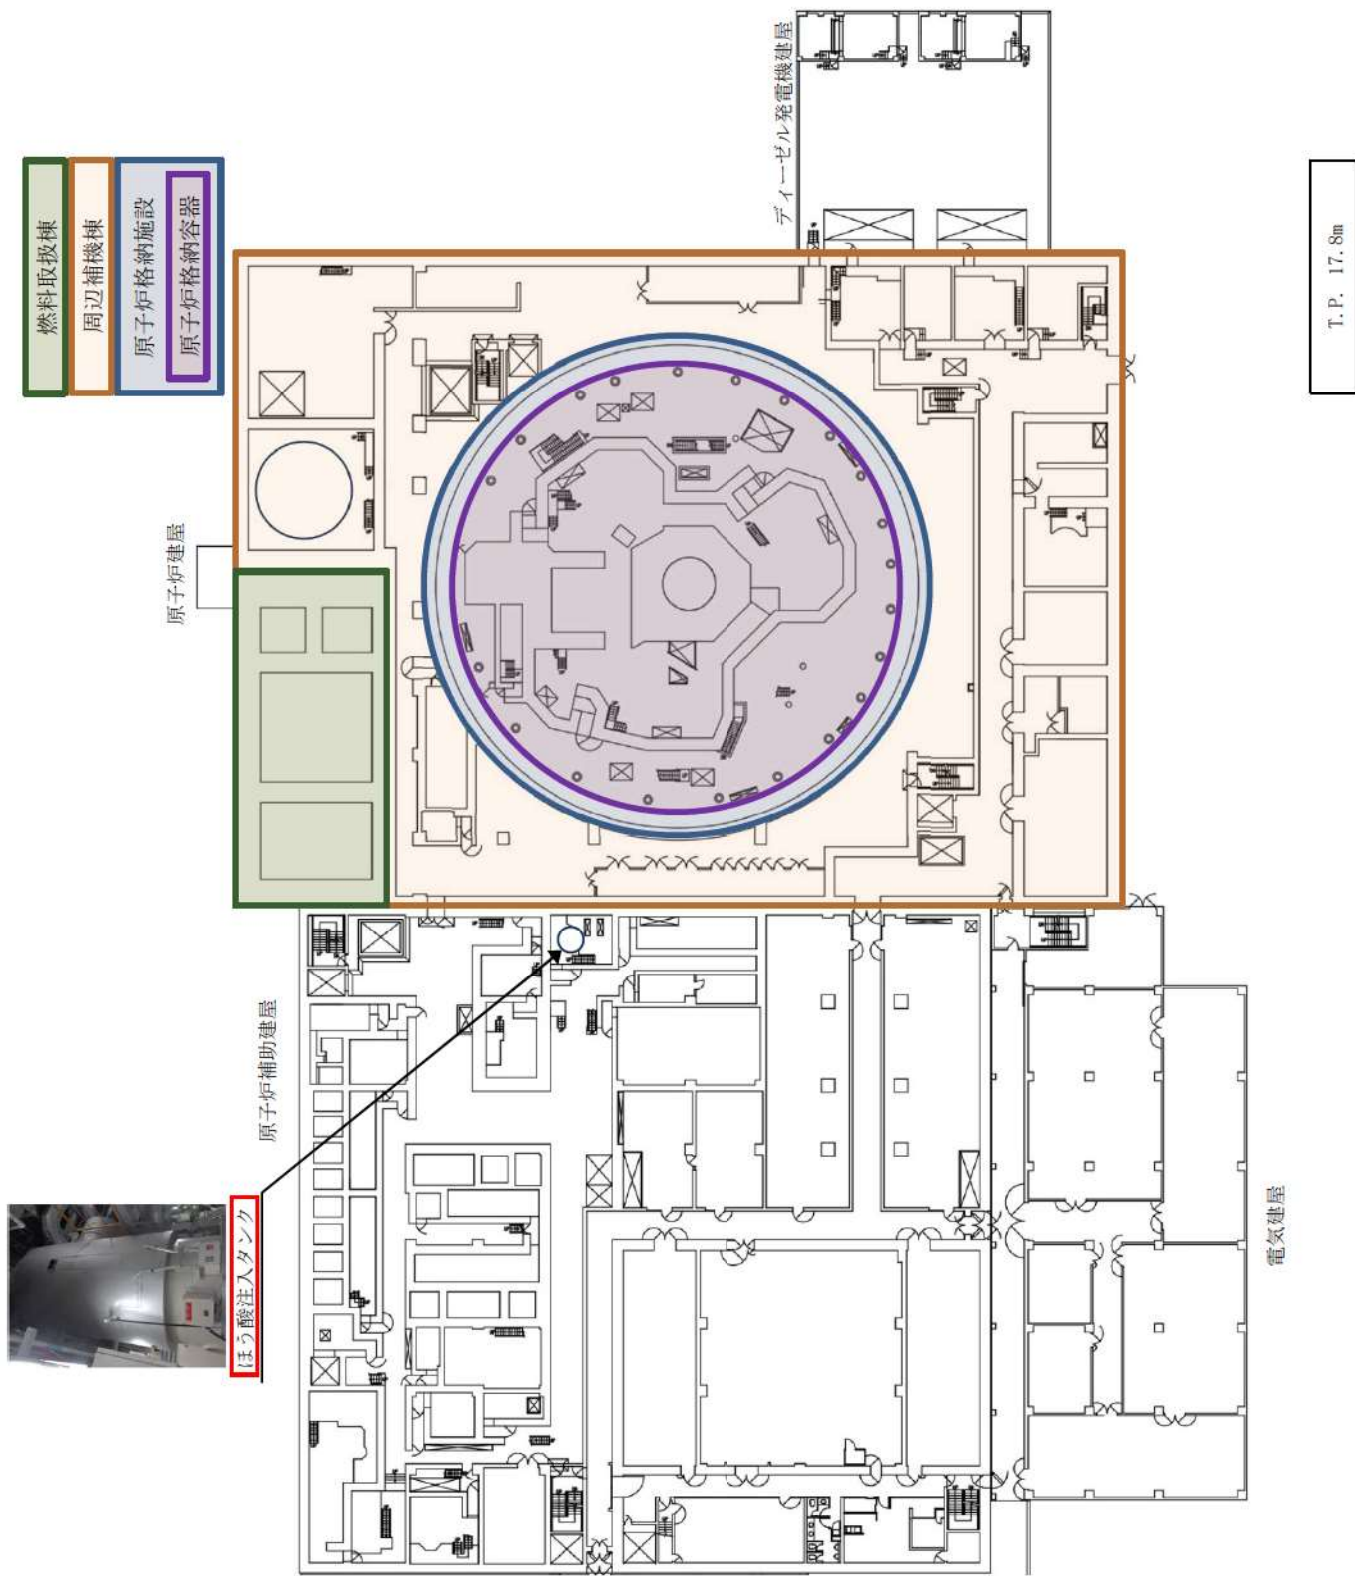 燃料取扱棟
周辺補機棟
原子炉格納施設
原子炉格納容器
ディーゼル発電機建屋
原子炉建屋
原子炉補助建屋
ほう酸注入タンク
電気建屋
T.P. 17.8m